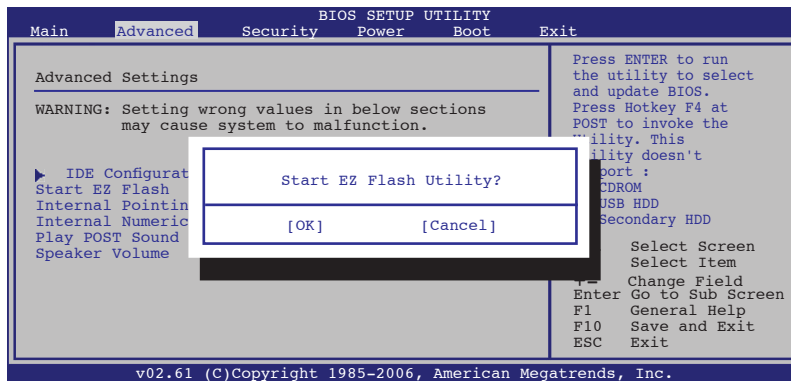 BIOS SETUP UTILITY
Main Advanced Security Power Boot Exit
Advanced Settings
WARNING: Setting wrong values in below sections
may cause system to malfunction.
IDE Configurat
Start EZ Flash
Internal Pointin
Internal Numeric
Play POST Sound
Speaker Volume
Start EZ Flash Utility?
[OK] [Cancel]
Press ENTER to run
the utility to select
and update BIOS.
Press Hotkey F4 at
POST to invoke the
Utility. This
ility doesn't
port :
CDROM
USB HDD
Secondary HDD
Select Screen
Select Item
+- Change Field
Enter Go to Sub Screen
F1 General Help
F10 Save and Exit
ESC Exit
v02.61 (C)Copyright 1985-2006, American Megatrends, Inc.